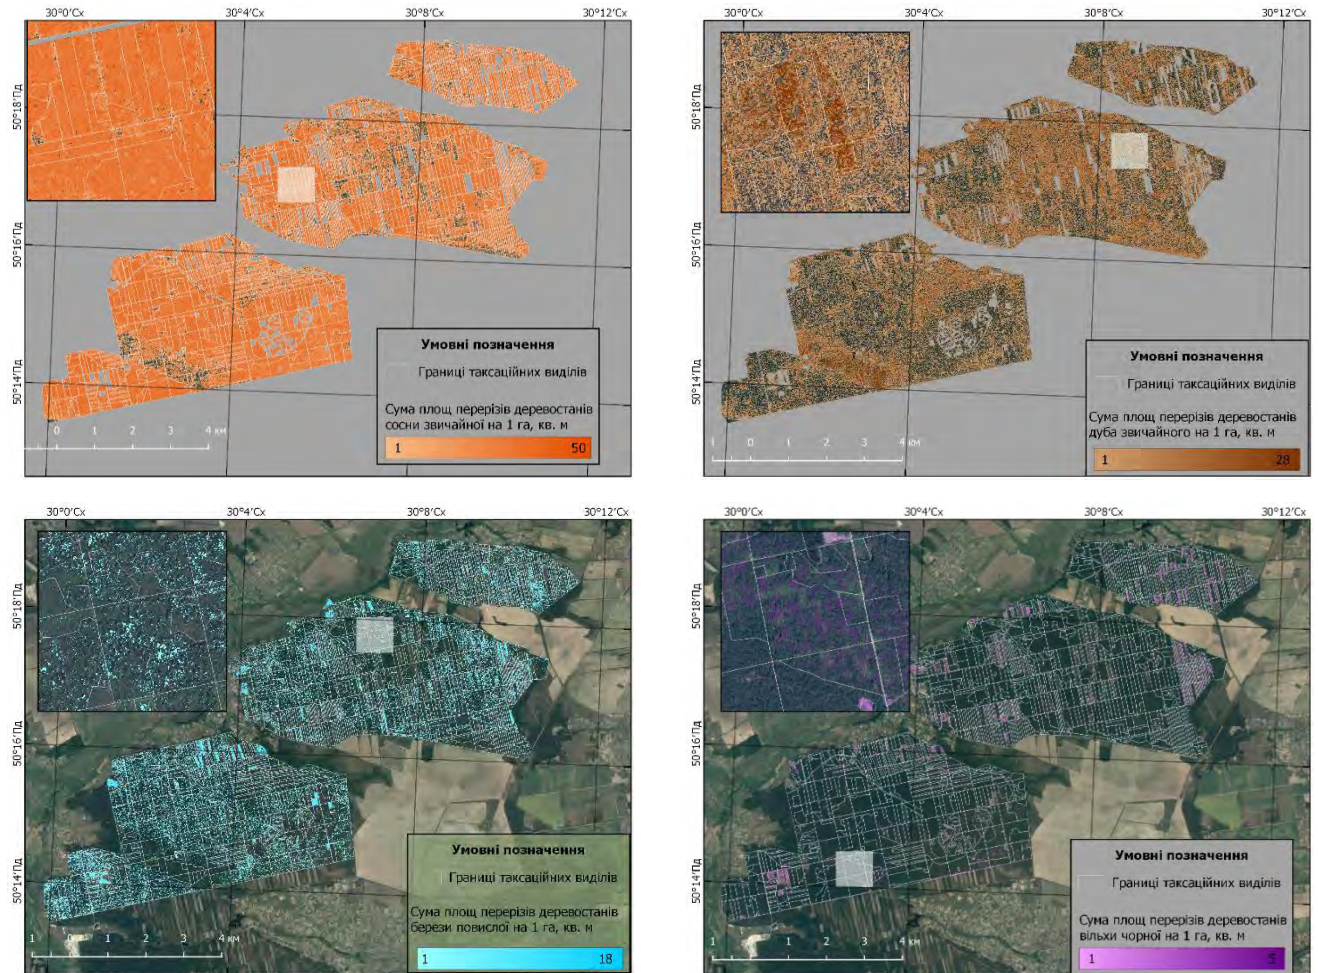 30°0'Сх 30°4'Сх 30°8'Сх 30°12'Сх
50°18'Пд
50°16'Пд
50°14'Пд
Умовні позначення
Границі таксаційних виділів
Сума площ перерізів деревостанів
сосни звичайної на 1 га, кв. м
1 50
0 1 2 3 4 км
30°0'Сх 30°4'Сх 30°8'Сх 30°12'Сх
50°18'Пд
50°16'Пд
50°14'Пд
Умовні позначення
Границі таксаційних виділів
Сума площ перерізів деревостанів
дуба звичайного на 1 га, кв. м
1 28
1 0 1 2 3 4 км
30°0'Сх 30°4'Сх 30°8'Сх 30°12'Сх
50°18'Пд
50°16'Пд
50°14'Пд
Умовні позначення
Границі таксаційних виділів
Сума площ перерізів деревостанів
берези повислої на 1 га, кв. м
1 18
1 0 1 2 3 4 км
30°0'Сх 30°4'Сх 30°8'Сх 30°12'Сх
50°18'Пд
50°16'Пд
50°14'Пд
Умовні позначення
Границі таксаційних виділів
Сума площ перерізів деревостанів
вільхи чорної на 1 га, кв. м
1 5
1 0 1 2 3 4 км